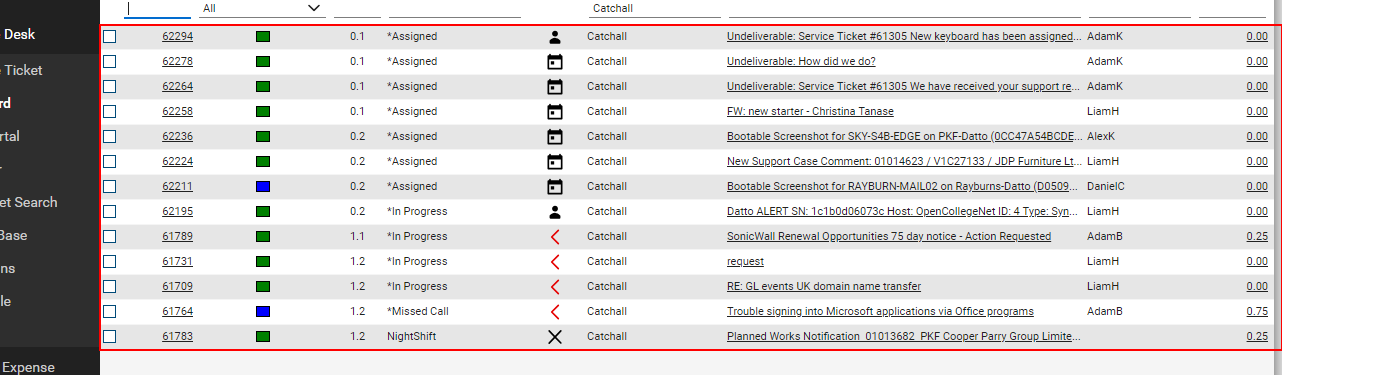 All Catchall
Desk
Ticket
rd
rtal
et Search
Base
ns
le
Expense
62294 0.1 *Assigned Catchall Undeliverable: Service Ticket #61305 New keyboard has been assigned... AdamK 0.00
62278 0.1 *Assigned Catchall Undeliverable: How did we do? AdamK 0.00
62264 0.1 *Assigned Catchall Undeliverable: Service Ticket #61305 We have received your support re... AdamK 0.00
62258 0.1 *Assigned Catchall FW: new starter - Christina Tanase LiamH 0.00
62236 0.2 *Assigned Catchall Bootable Screenshot for SKY-S4B-EDGE on PKF-Datto (0CC47A54BCDE... AlexK 0.00
62224 0.2 *Assigned Catchall New Support Case Comment: 01014623 / V1C27133 / JDP Furniture Lt... LiamH 0.00
62211 0.2 *Assigned Catchall Bootable Screenshot for RAYBURN-MAIL02 on Rayburns-Datto (D0509... DanielC 0.00
62195 0.2 *In Progress Catchall Datto ALERT SN: 1c1b0d06073c Host: OpenCollegeNet ID: 4 Type: Syn... LiamH 0.00
61789 1.1 *In Progress Catchall SonicWall Renewal Opportunities 75 day notice - Action Requested AdamB 0.25
61731 1.2 *In Progress Catchall request LiamH 0.00
61709 1.2 *In Progress Catchall RE: GL events UK domain name transfer LiamH 0.00
61764 1.2 *Missed Call Catchall Trouble signing into Microsoft applications via Office programs AdamB 0.75
61783 1.2 NightShift Catchall Planned Works Notification 01013682 PKF Cooper Parry Group Limite... 0.25